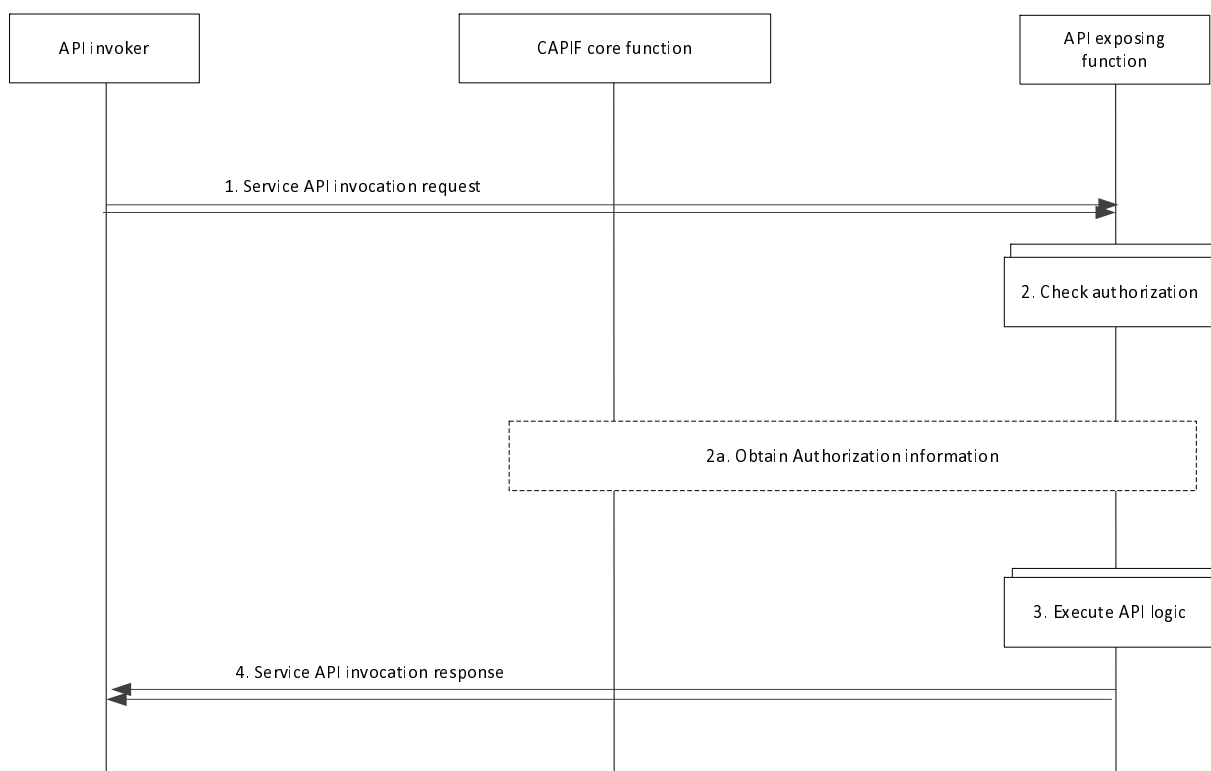 API invoker
CAPIF core function
API exposing
function
1. Service API invocation request
2. Check authorization
2a. Obtain Authorization information
3. Execute API logic
4. Service API invocation response